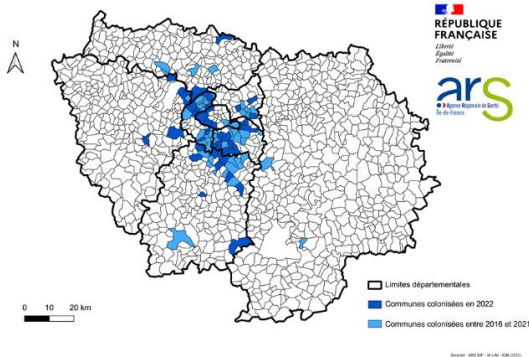 N
RÉPUBLIQUE
FRANÇAISE
Liberté
Égalité
Fraternité
ars
Agence Régionale de Santé
Île-de-France
0 10 20 km
Limites départementales
Communes colonisées en 2022
Communes colonisées entre 2016 et 2021